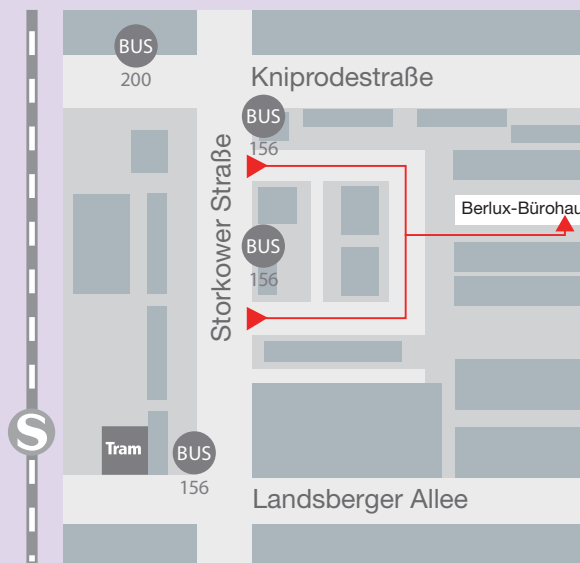 BUS
200
Kniprodestraße
BUS
156
Storkower Straße
Berlux-Bürohau
BUS
156
S
Tram
BUS
156
Landsberger Allee